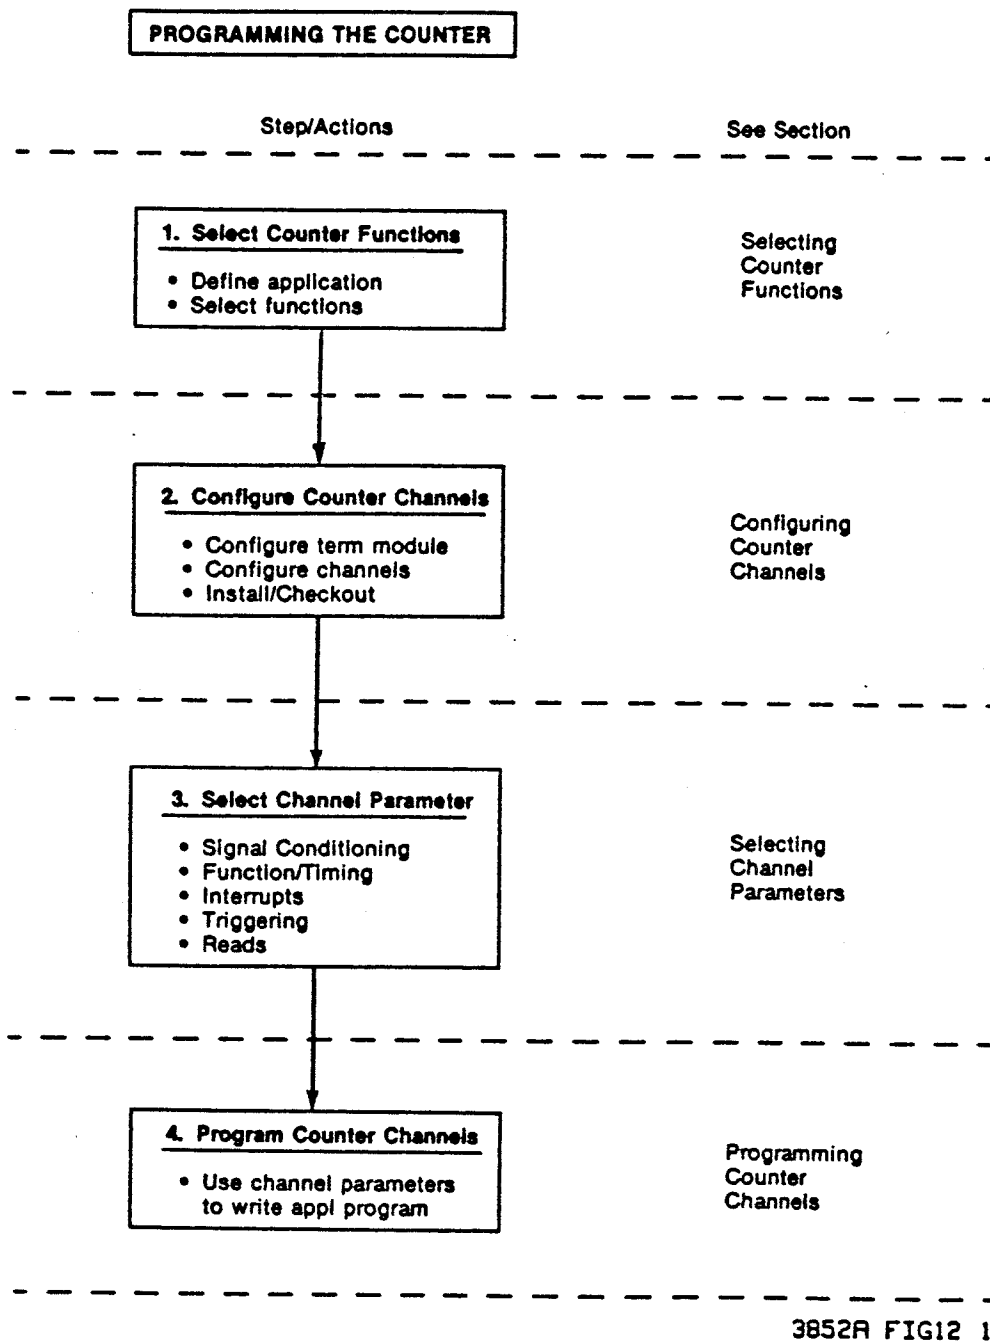 PROGRAMMING THE COUNTER
Step/Actions
See Section
1. Select Counter Functions
• Define application
• Select functions
Selecting
Counter
Functions
2. Configure Counter Channels
• Configure term module
• Configure channels
• Install/Checkout
Configuring
Counter
Channels
3. Select Channel Parameter
• Signal Conditioning
• Function/Timing
• Interrupts
• Triggering
• Reads
Selecting
Channel
Parameters
4. Program Counter Channels
• Use channel parameters
to write appl program
Programming
Counter
Channels
3852A FIG12 1